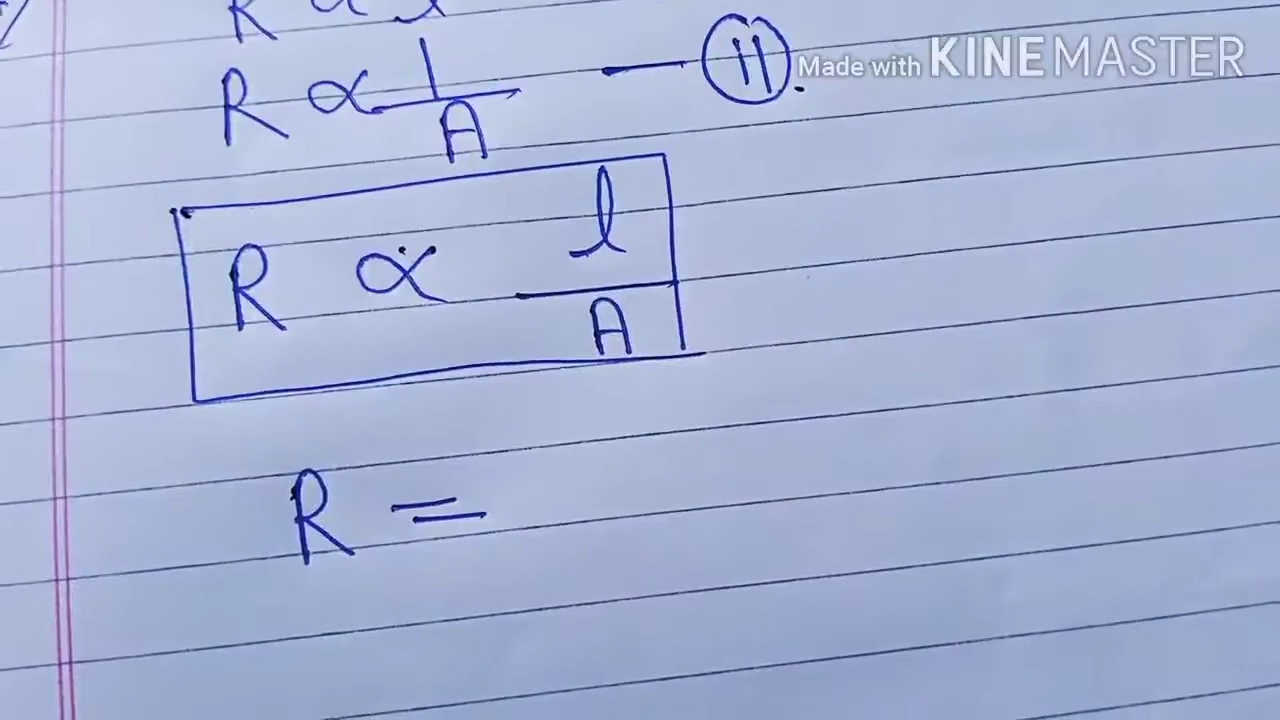 R ∝ l
R ∝ 1/A — (II).
Made with KINEMASTER
R ∝ l/A
R =